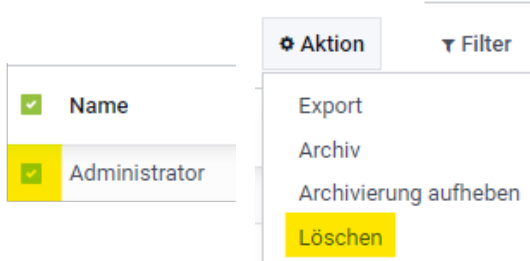 Name
Administrator
Aktion
Filter
Export
Archiv
Archivierung aufheben
Löschen